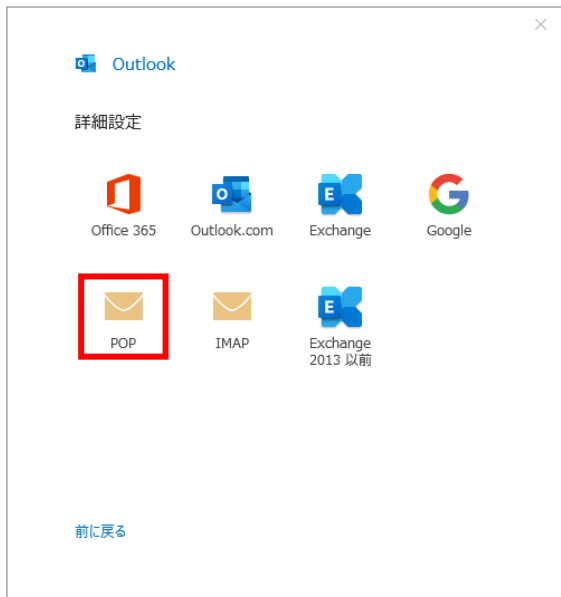 Outlook
詳細設定
Office 365
Outlook.com
Exchange
Google
POP
IMAP
Exchange
2013 以前
前に戻る